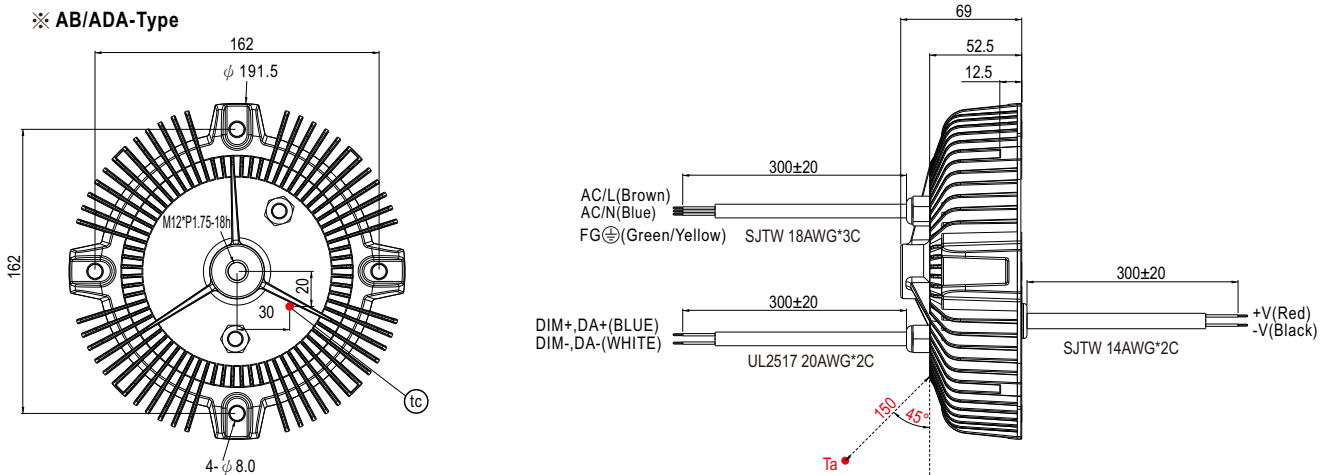 ※ AB/ADA-Type
162
ϕ 191.5
162
M12*P1.75-18h
20
30
tc
4- ϕ 8.0
69
52.5
12.5
300±20
AC/L(Brown)
AC/N(Blue)
FG⏚(Green/Yellow)
SJTW 18AWG*3C
300±20
DIM+,DA+(BLUE)
DIM-,DA-(WHITE)
UL2517 20AWG*2C
300±20
+V(Red)
-V(Black)
SJTW 14AWG*2C
150
45°
Ta